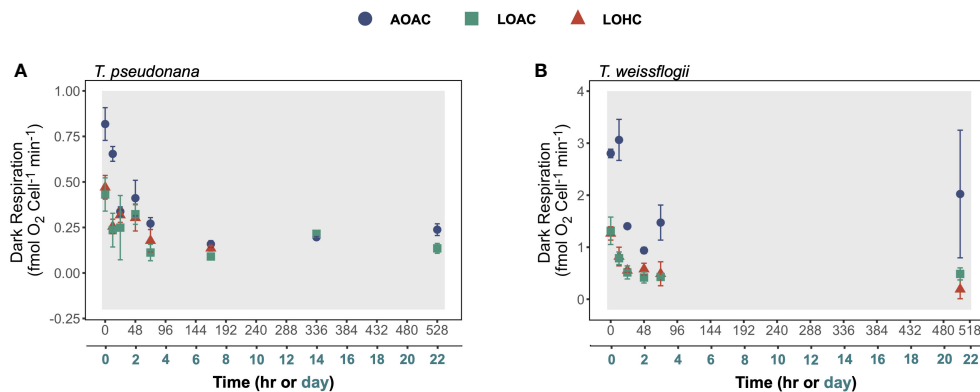 AOAC LOAC LOHC
A T. pseudonana
Dark Respiration
(fmol O2 Cell-1 min-1)
1.00
0.75
0.50
0.25
0.00
-0.25
0 48 96 144 192 240 288 336 384 432 480 528
0 2 4 6 8 10 12 14 16 18 20 22
Time (hr or day)
B T. weissflogii
Dark Respiration
(fmol O2 Cell-1 min-1)
4
3
2
1
0
0 48 96 144 192 240 288 336 384 432 480 518
0 2 4 6 8 10 12 14 16 18 20 22
Time (hr or day)